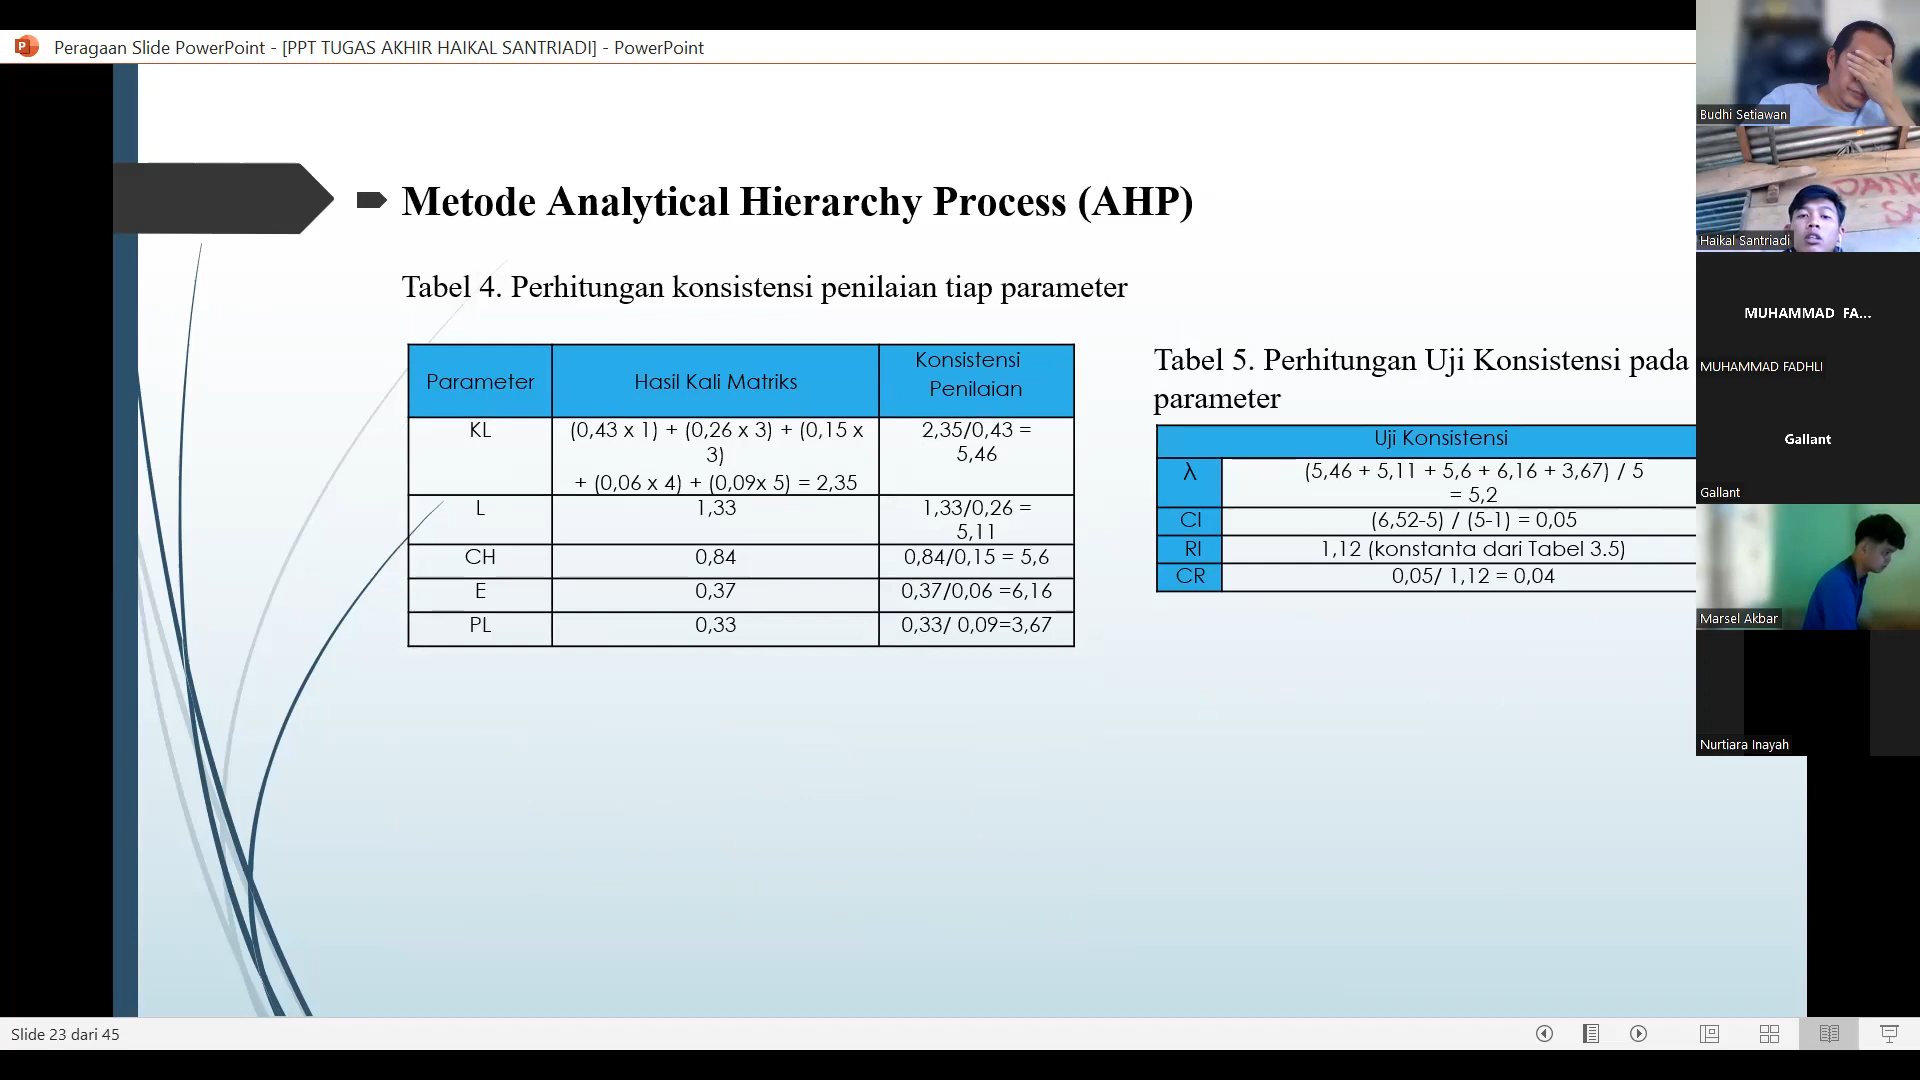 Peragaan Slide PowerPoint - [PPT TUGAS AKHIR HAIKAL SANTRIADI] - PowerPoint
Metode Analytical Hierarchy Process (AHP)
Tabel 4. Perhitungan konsistensi penilaian tiap parameter
Parameter
Hasil Kali Matriks
Konsistensi
Penilaian
KL
(0,43 x 1) + (0,26 x 3) + (0,15 x
3)
+ (0,06 x 4) + (0,09x 5) = 2,35
2,35/0,43 =
5,46
L
1,33
1,33/0,26 =
5,11
CH
0,84
0,84/0,15 = 5,6
E
0,37
0,37/0,06 =6,16
PL
0,33
0,33/ 0,09=3,67
Tabel 5. Perhitungan Uji Konsistensi pada
parameter
Uji Konsistensi
λ
(5,46 + 5,11 + 5,6 + 6,16 + 3,67) / 5
= 5,2
CI
(6,52-5) / (5-1) = 0,05
RI
1,12 (konstanta dari Tabel 3.5)
CR
0,05/ 1,12 = 0,04
Budhi Setiawan
Haikal Santriadi
MUHAMMAD FA...
MUHAMMAD FADHLI
Gallant
Gallant
Marsel Akbar
Nurtiara Inayah
Slide 23 dari 45